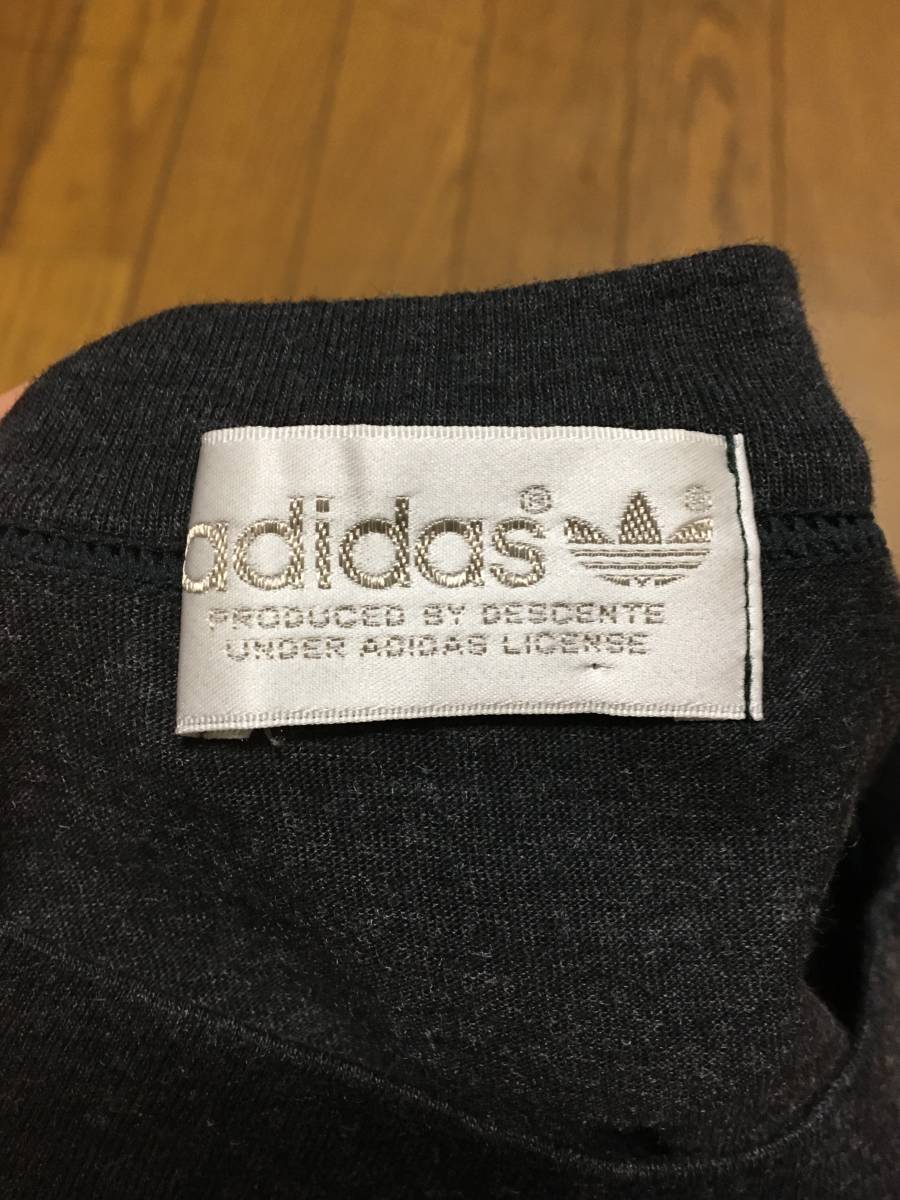 adidas® ®
PRODUCED BY DESCENTE
UNDER ADIDAS LICENSE